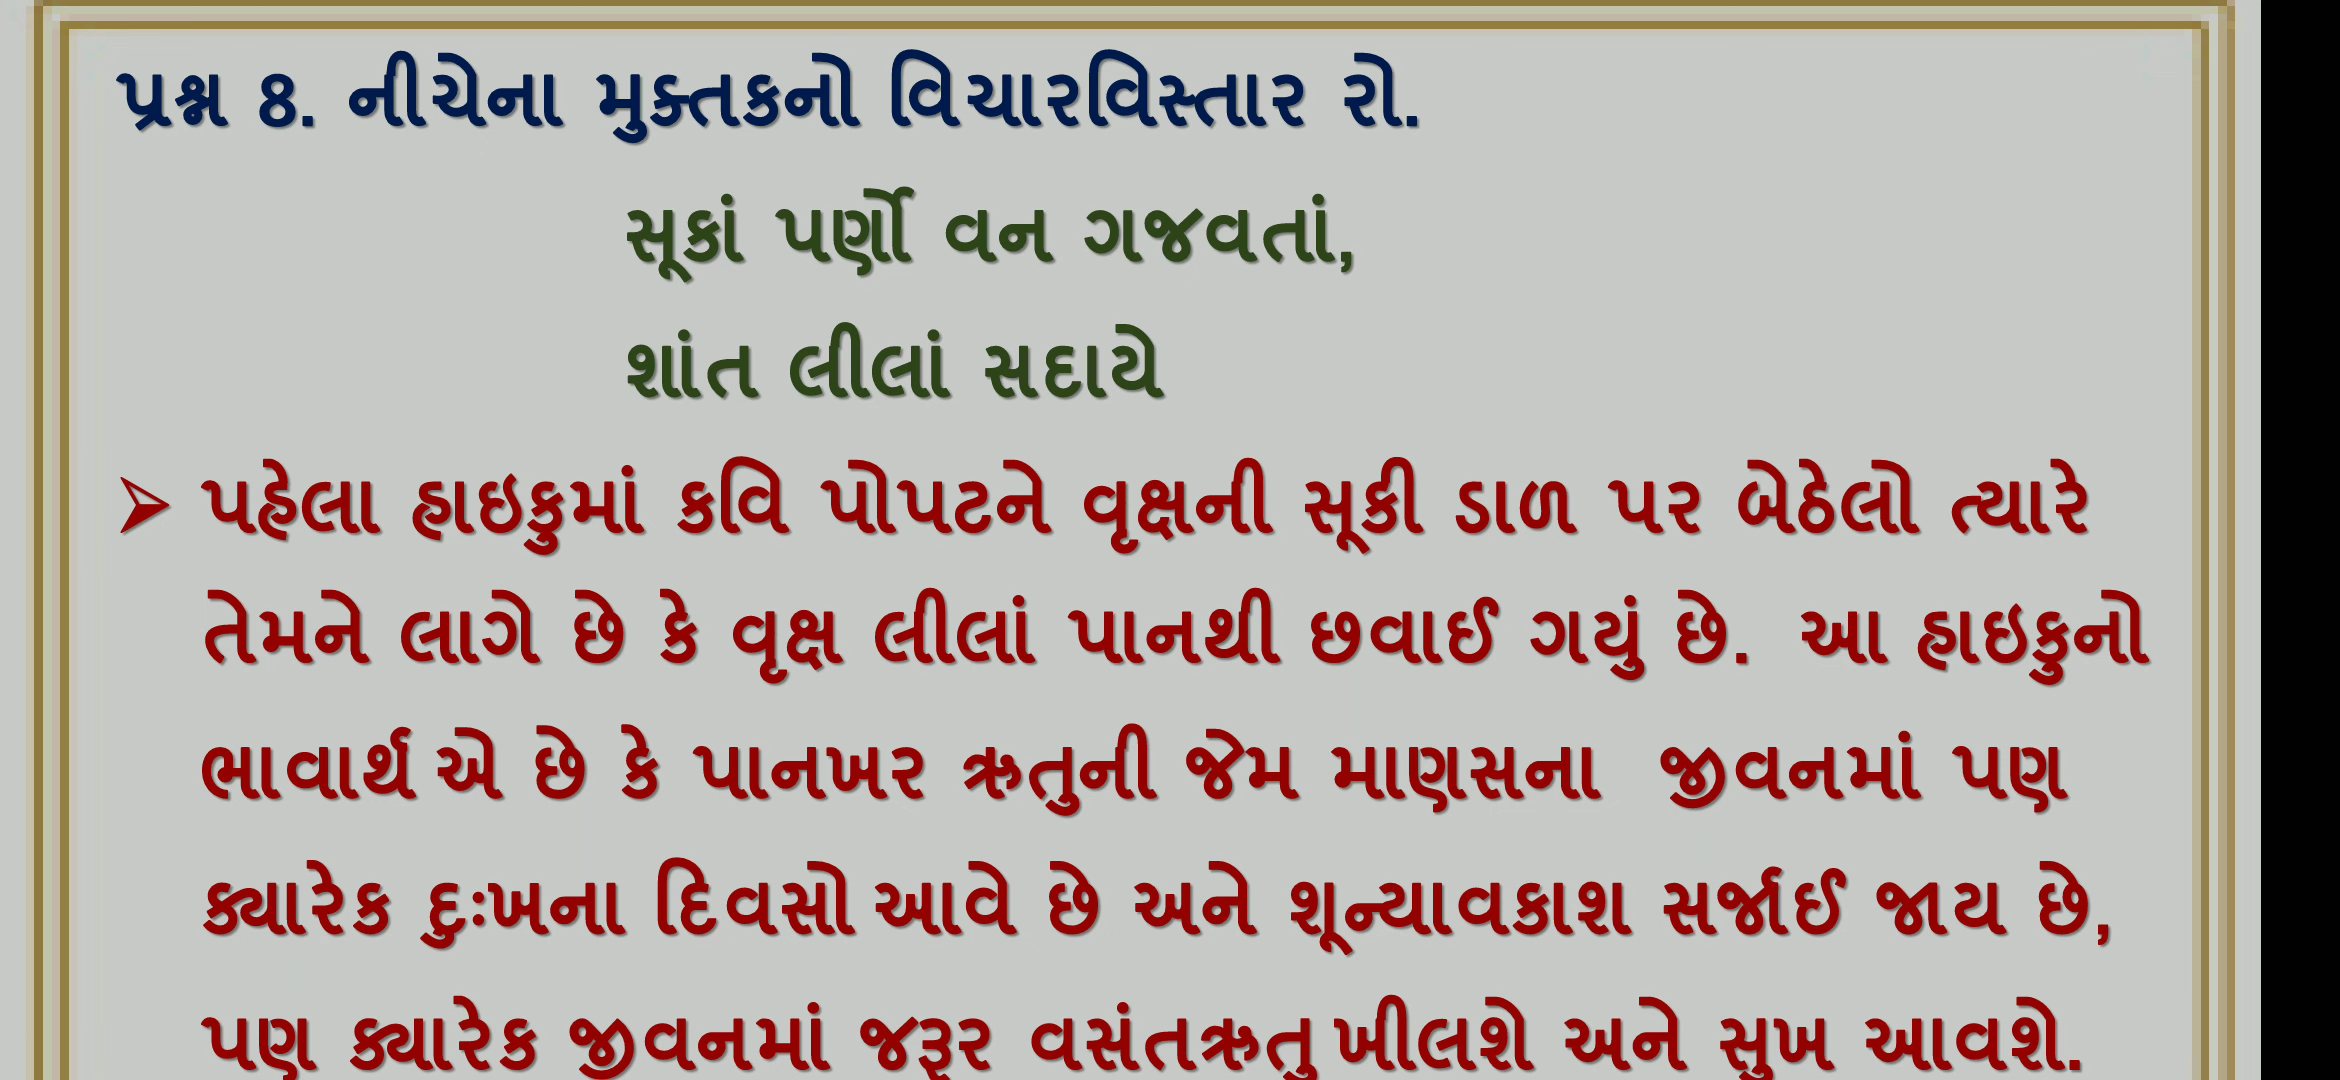 પ્રશ્ન 8. નીચેના મુક્તકનો વિચારવિસ્તાર રો.
સૂકાં પર્ણો વન ગજવતાં,
શાંત લીલાં સદાયે
➢ પહેલા હાઇકુમાં કવિ પોપટને વૃક્ષની સૂકી ડાળ પર બેઠેલો ત્યારે
તેમને લાગે છે કે વૃક્ષ લીલાં પાનથી છવાઈ ગયું છે. આ હાઇકુનો
ભાવાર્થ એ છે કે પાનખર ઋતુની જેમ માણસના જીવનમાં પણ
ક્યારેક દુઃખના દિવસો આવે છે અને શૂન્યાવકાશ સર્જાઈ જાય છે,
પણ ક્યારેક જીવનમાં જરૂર વસંતઋતુ ખીલશે અને સુખ આવશે.